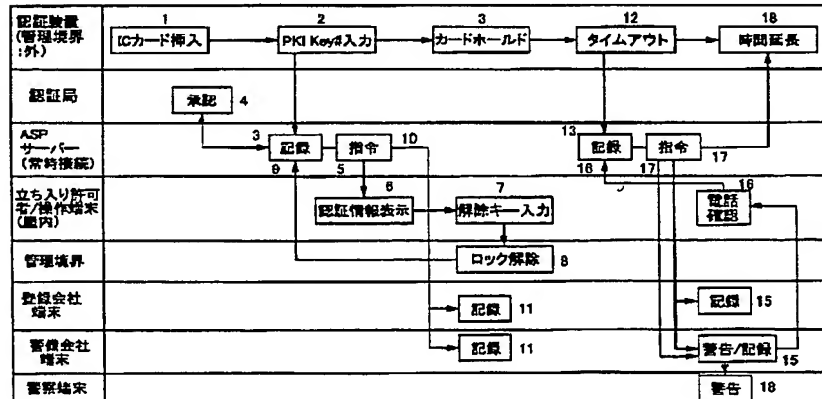 1 2 3 12 18
認証装置
(管理境界
:外)
ICカード挿入 PKI Key#入力 カードホールド タイムアウト 時間延長
認証局
承認 4
ASP
サーバー
(常時接続)
3 記録 指令 10 13 記録 指令 17
9 5 16 17
立ち入り許可
者/操作端末
(屋内)
6 7 16
認証情報表示 解除キー入力 電話
確認
管理境界 ロック解除 8
登録会社
端末
記録 11 記録 15
警備会社
端末
記録 11 警告/記録 15
警察端末 警告 18